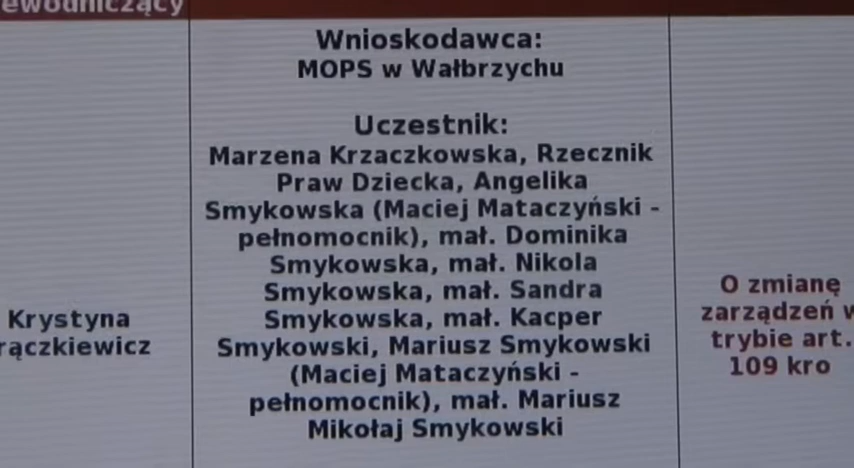 Wnioskodawca:
MOPS w Wałbrzychu
Uczestnik:
Marzena Krzaczkowska, Rzecznik
Praw Dziecka, Angelika
Smykowska (Maciej Mataczyński -
pełnomocnik), mał. Dominika
Smykowska, mał. Nikola
Smykowska, mał. Sandra
Smykowska, mał. Kacper
Smykowski, Mariusz Smykowski
(Maciej Mataczyński -
pełnomocnik), mał. Mariusz
Mikołaj Smykowski
Krystyna
rączkiewicz
O zmianę
zarządzeń w
trybie art.
109 kro